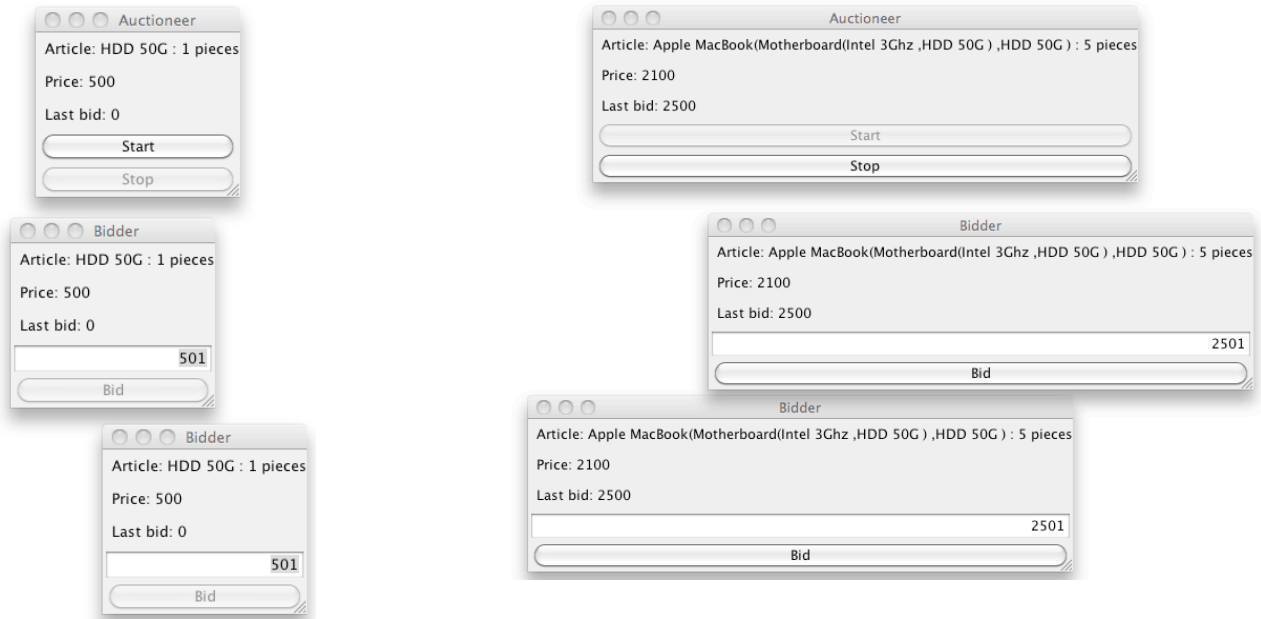 Auctioneer
Article: HDD 50G : 1 pieces
Price: 500
Last bid: 0
Start
Stop
Bidder
Article: HDD 50G : 1 pieces
Price: 500
Last bid: 0
501
Bid
Bidder
Article: HDD 50G : 1 pieces
Price: 500
Last bid: 0
501
Bid
Auctioneer
Article: Apple MacBook(Motherboard(Intel 3Ghz ,HDD 50G ) ,HDD 50G ) : 5 pieces
Price: 2100
Last bid: 2500
Start
Stop
Bidder
Article: Apple MacBook(Motherboard(Intel 3Ghz ,HDD 50G ) ,HDD 50G ) : 5 pieces
Price: 2100
Last bid: 2500
2501
Bid
Bidder
Article: Apple MacBook(Motherboard(Intel 3Ghz ,HDD 50G ) ,HDD 50G ) : 5 pieces
Price: 2100
Last bid: 2500
2501
Bid